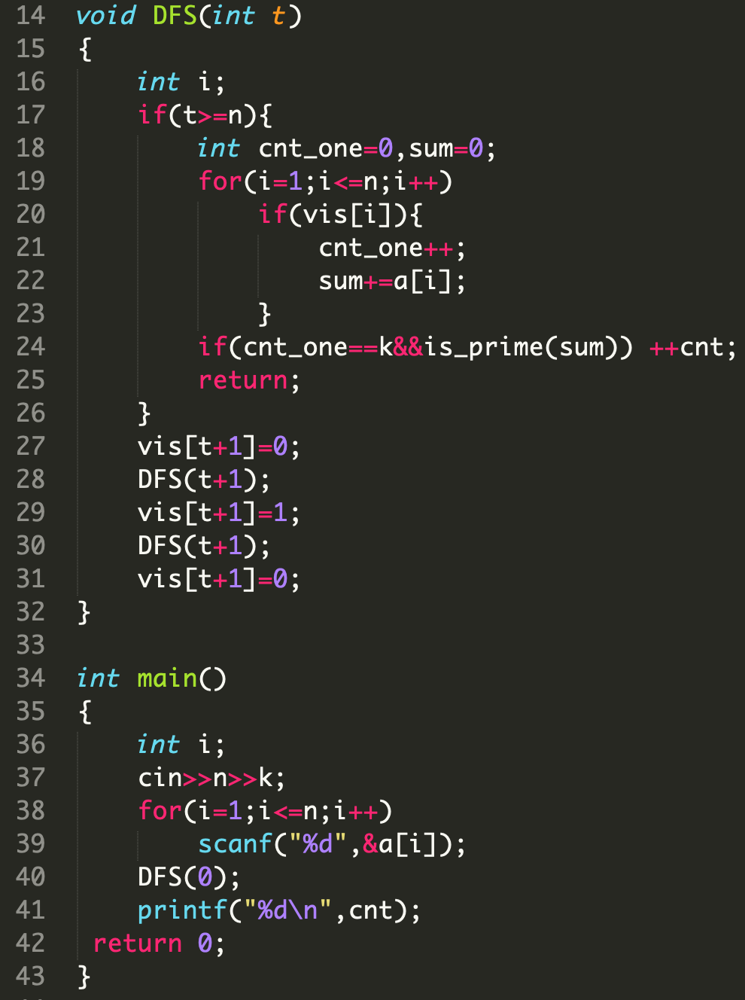 14 void DFS(int t)
15 {
16     int i;
17     if(t>=n){
18         int cnt_one=0,sum=0;
19         for(i=1;i<=n;i++)
20             if(vis[i]){
21                 cnt_one++;
22                 sum+=a[i];
23             }
24         if(cnt_one==k&&is_prime(sum)) ++cnt;
25         return;
26     }
27     vis[t+1]=0;
28     DFS(t+1);
29     vis[t+1]=1;
30     DFS(t+1);
31     vis[t+1]=0;
32 }
33
34 int main()
35 {
36     int i;
37     cin>>n>>k;
38     for(i=1;i<=n;i++)
39         scanf("%d",&a[i]);
40     DFS(0);
41     printf("%d\n",cnt);
42  return 0;
43 }